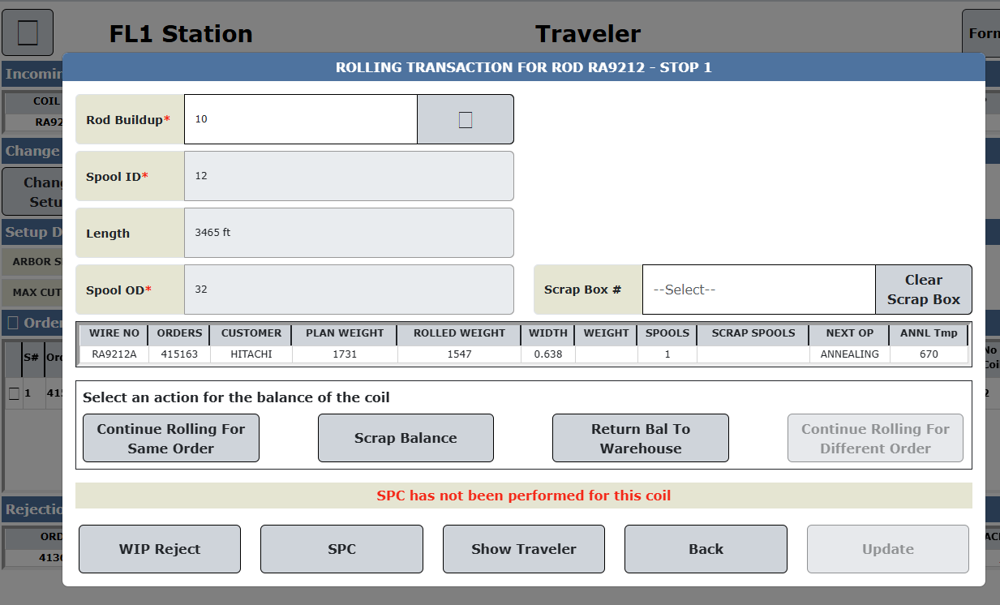 FL1 Station
Traveler
Form
ROLLING TRANSACTION FOR ROD RA9212 - STOP 1
Incomin
COIL
RA92
Change
Chang
Setu
Setup D
ARBOR S
MAX CUT
Order
S# Ord
1 41
Rejectio
ORD
413
Rod Buildup* 10
Spool ID* 12
Length 3465 ft
Spool OD* 32
Scrap Box # --Select--
Clear
Scrap Box
WIRE NO ORDERS CUSTOMER PLAN WEIGHT ROLLED WEIGHT WIDTH WEIGHT SPOOLS SCRAP SPOOLS NEXT OP ANNL Tmp
RA9212A 415163 HITACHI 1731 1547 0.638 1 ANNEALING 670
Select an action for the balance of the coil
Continue Rolling For
Same Order
Scrap Balance
Return Bal To
Warehouse
Continue Rolling For
Different Order
SPC has not been performed for this coil
WIP Reject
SPC
Show Traveler
Back
Update
No
Coil
2